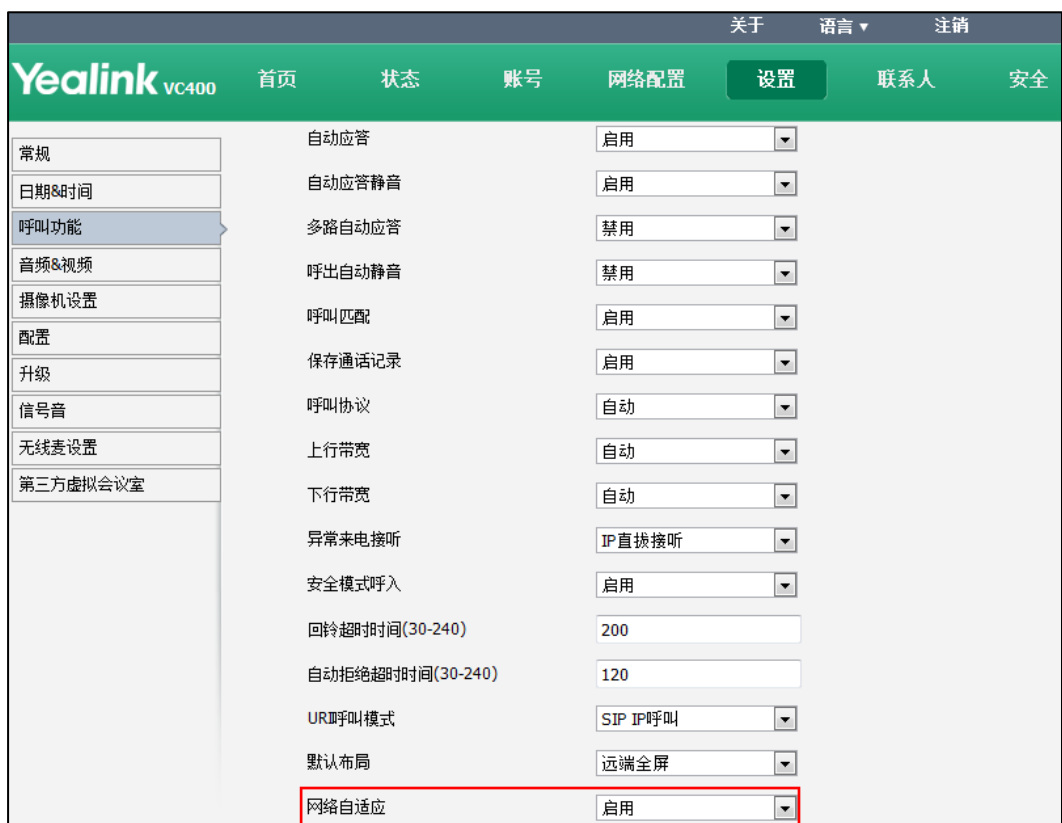 关于 语言 ▼ 注销
Yealink VC400 首页 状态 账号 网络配置 设置 联系人 安全
常规
日期&时间
呼叫功能
音频&视频
摄像机设置
配置
升级
信号音
无线麦设置
第三方虚拟会议室
自动应答 启用
自动应答静音 启用
多路自动应答 禁用
呼出自动静音 禁用
呼叫匹配 启用
保存通话记录 启用
呼叫协议 自动
上行带宽 自动
下行带宽 自动
异常来电接听 IP直拔接听
安全模式呼入 启用
回铃超时时间(30-240) 200
自动拒绝超时时间(30-240) 120
URI呼叫模式 SIP IP呼叫
默认布局 远端全屏
网络自适应 启用